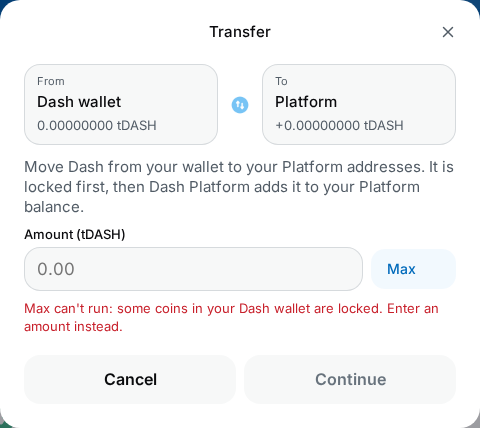 Transfer
From
Dash wallet
0.00000000 tDASH
To
Platform
+0.00000000 tDASH
Move Dash from your wallet to your Platform addresses. It is
locked first, then Dash Platform adds it to your Platform
balance.
Amount (tDASH)
0.00
Max
Max can't run: some coins in your Dash wallet are locked. Enter an
amount instead.
Cancel
Continue